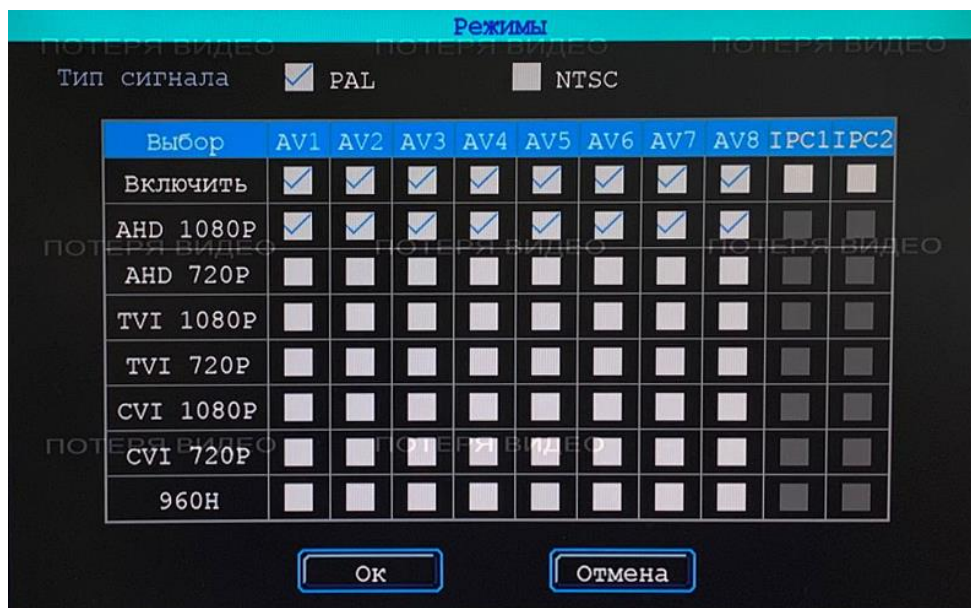 Режимы
ПОТЕРЯ ВИДЕО ПОТЕРЯ ВИДЕО ПОТЕРЯ ВИДЕО
Тип сигнала PAL NTSC
Выбор AV1 AV2 AV3 AV4 AV5 AV6 AV7 AV8 IPC1 IPC2
Включить
AHD 1080P
ПОТЕРЯ ВИДЕО ПОТЕРЯ ВИДЕО ПОТЕРЯ ВИДЕО
AHD 720P
TVI 1080P
TVI 720P
CVI 1080P
ПОТЕРЯ ВИДЕО ПОТЕРЯ ВИДЕО
CVI 720P
960H
Ок Отмена